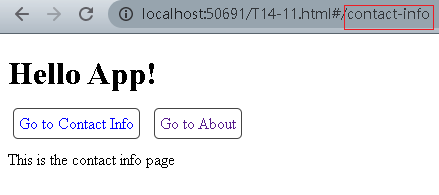 localhost:50691/T14-11.html#/contact-info
Hello App!
Go to Contact Info Go to About
This is the contact info page